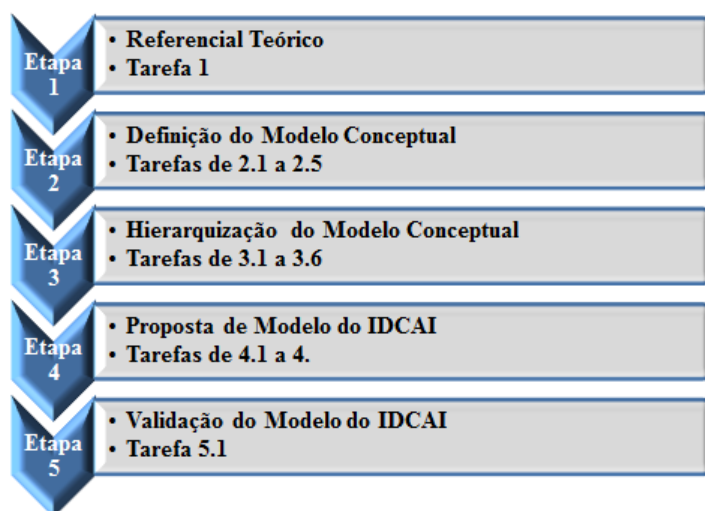 Etapa
1
• Referencial Teórico
• Tarefa 1
Etapa
2
• Definição do Modelo Conceptual
• Tarefas de 2.1 a 2.5
Etapa
3
• Hierarquização do Modelo Conceptual
• Tarefas de 3.1 a 3.6
Etapa
4
• Proposta de Modelo do IDCAI
• Tarefas de 4.1 a 4.
Etapa
5
• Validação do Modelo do IDCAI
• Tarefa 5.1